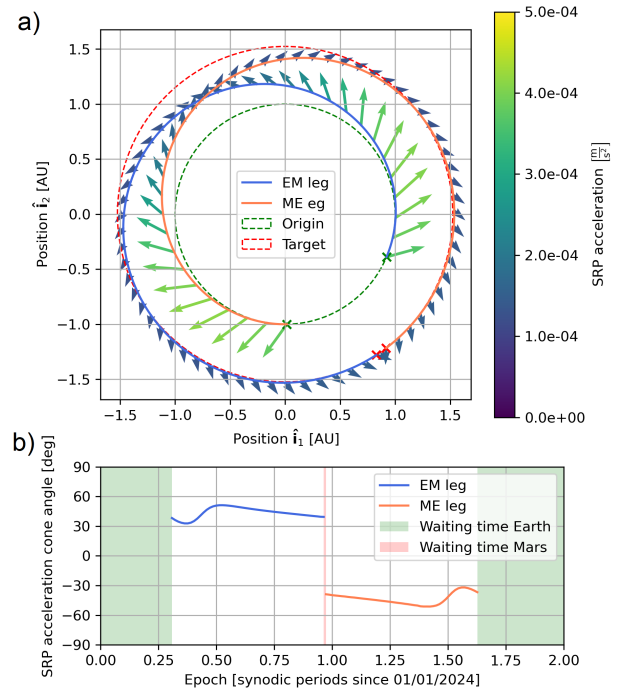 a)
1.5
1.0
0.5
0.0
−0.5
−1.0
−1.5
Position î₂ [AU]
EM leg
ME eg
Origin
Target
−1.5 −1.0 −0.5 0.0 0.5 1.0 1.5
Position î₁ [AU]
5.0e-04
4.0e-04
3.0e-04
2.0e-04
1.0e-04
0.0e+00
SRP acceleration [m/s²]
b)
90
60
30
0
−30
−60
−90
SRP acceleration cone angle [deg]
EM leg
ME leg
Waiting time Earth
Waiting time Mars
0.00 0.25 0.50 0.75 1.00 1.25 1.50 1.75 2.00
Epoch [synodic periods since 01/01/2024]